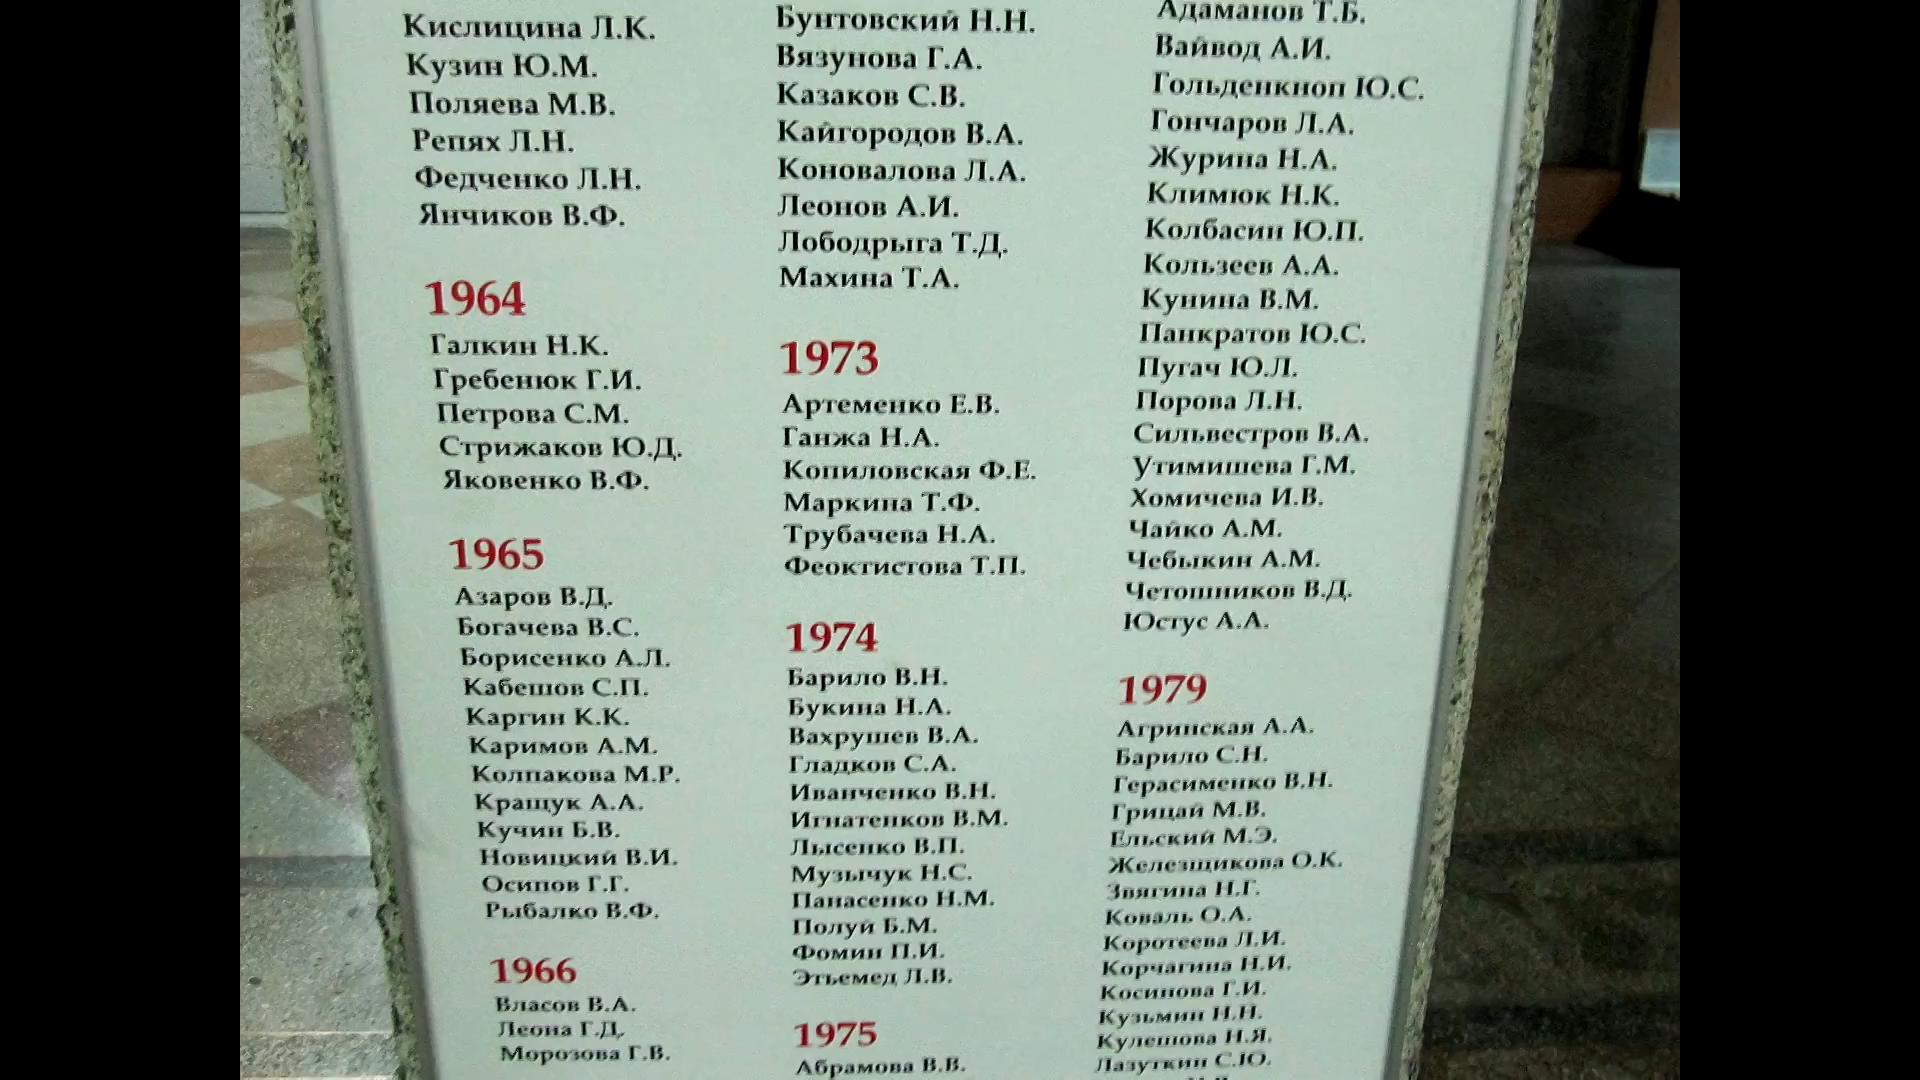 Кислицина Л.К.
Кузин Ю.М.
Поляева М.В.
Репях Л.Н.
Федченко Л.Н.
Янчиков В.Ф.
1964
Галкин Н.К.
Гребенюк Г.И.
Петрова С.М.
Стрижаков Ю.Д.
Яковенко В.Ф.
1965
Азаров В.Д.
Богачева В.С.
Борисенко А.Л.
Кабешов С.П.
Каргин К.К.
Каримов А.М.
Колпакова М.Р.
Кращук А.А.
Кучин Б.В.
Новицкий В.И.
Осипов Г.Г.
Рыбалко В.Ф.
1966
Власов В.А.
Леона Г.Д.
Морозова Г.В.
Бунтовский Н.Н.
Вязунова Г.А.
Казаков С.В.
Кайгородов В.А.
Коновалова Л.А.
Леонов А.И.
Лободрыга Т.Д.
Махина Т.А.
1973
Артеменко Е.В.
Ганжа Н.А.
Копиловская Ф.Е.
Маркина Т.Ф.
Трубачева Н.А.
Феоктистова Т.П.
1974
Барило В.Н.
Букина Н.А.
Вахрушев В.А.
Гладков С.А.
Иванченко В.Н.
Игнатенков В.М.
Лысенко В.П.
Музычук Н.С.
Панасенко Н.М.
Полуй Б.М.
Фомин П.И.
Этьемед Л.В.
1975
Абрамова В.В.
Адаманов Т.Б.
Вайвод А.И.
Гольденкноп Ю.С.
Гончаров Л.А.
Журина Н.А.
Климюк Н.К.
Колбасин Ю.П.
Кользеев А.А.
Кунина В.М.
Панкратов Ю.С.
Пугач Ю.Л.
Порова Л.Н.
Сильвестров В.А.
Утимишева Г.М.
Хомичева И.В.
Чайко А.М.
Чебыкин А.М.
Четошников В.Д.
Юстус А.А.
1979
Агринская А.А.
Барило С.Н.
Герасименко В.Н.
Грицай М.В.
Ельский М.Э.
Железщикова О.К.
Звягина Н.Г.
Коваль О.А.
Коротеева Л.И.
Корчагина Н.И.
Косинова Г.И.
Кузьмин Н.Н.
Кулешова Н.Я.
Лазуткин С.Ю.